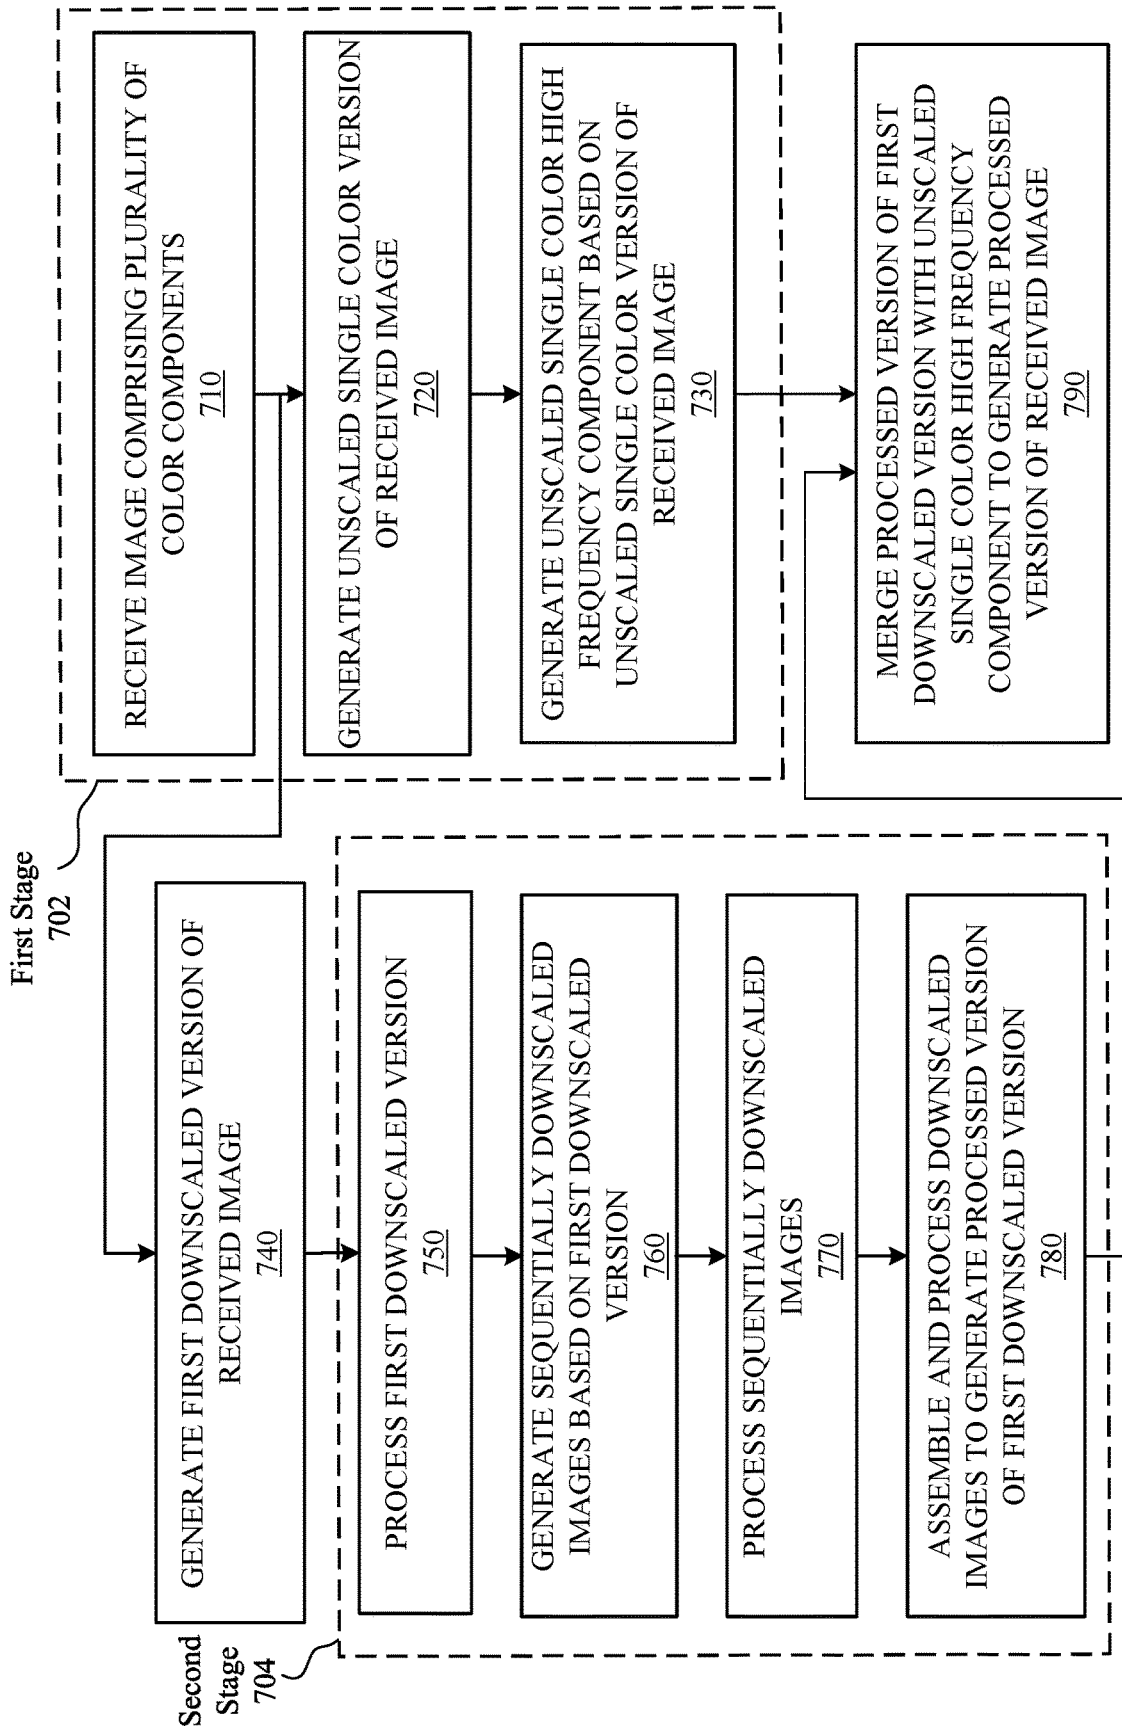 First Stage
702
RECEIVE IMAGE COMPRISING PLURALITY OF
COLOR COMPONENTS
710
GENERATE UNSCALED SINGLE COLOR VERSION
OF RECEIVED IMAGE
720
GENERATE UNSCALED SINGLE COLOR HIGH
FREQUENCY COMPONENT BASED ON
UNSCALED SINGLE COLOR VERSION OF
RECEIVED IMAGE
730
GENERATE FIRST DOWNSCALED VERSION OF
RECEIVED IMAGE
740
Second
Stage
704
PROCESS FIRST DOWNSCALED VERSION
750
GENERATE SEQUENTIALLY DOWNSCALED
IMAGES BASED ON FIRST DOWNSCALED
VERSION
760
PROCESS SEQUENTIALLY DOWNSCALED
IMAGES
770
ASSEMBLE AND PROCESS DOWNSCALED
IMAGES TO GENERATE PROCESSED VERSION
OF FIRST DOWNSCALED VERSION
780
MERGE PROCESSED VERSION OF FIRST
DOWNSCALED VERSION WITH UNSCALED
SINGLE COLOR HIGH FREQUENCY
COMPONENT TO GENERATE PROCESSED
VERSION OF RECEIVED IMAGE
790